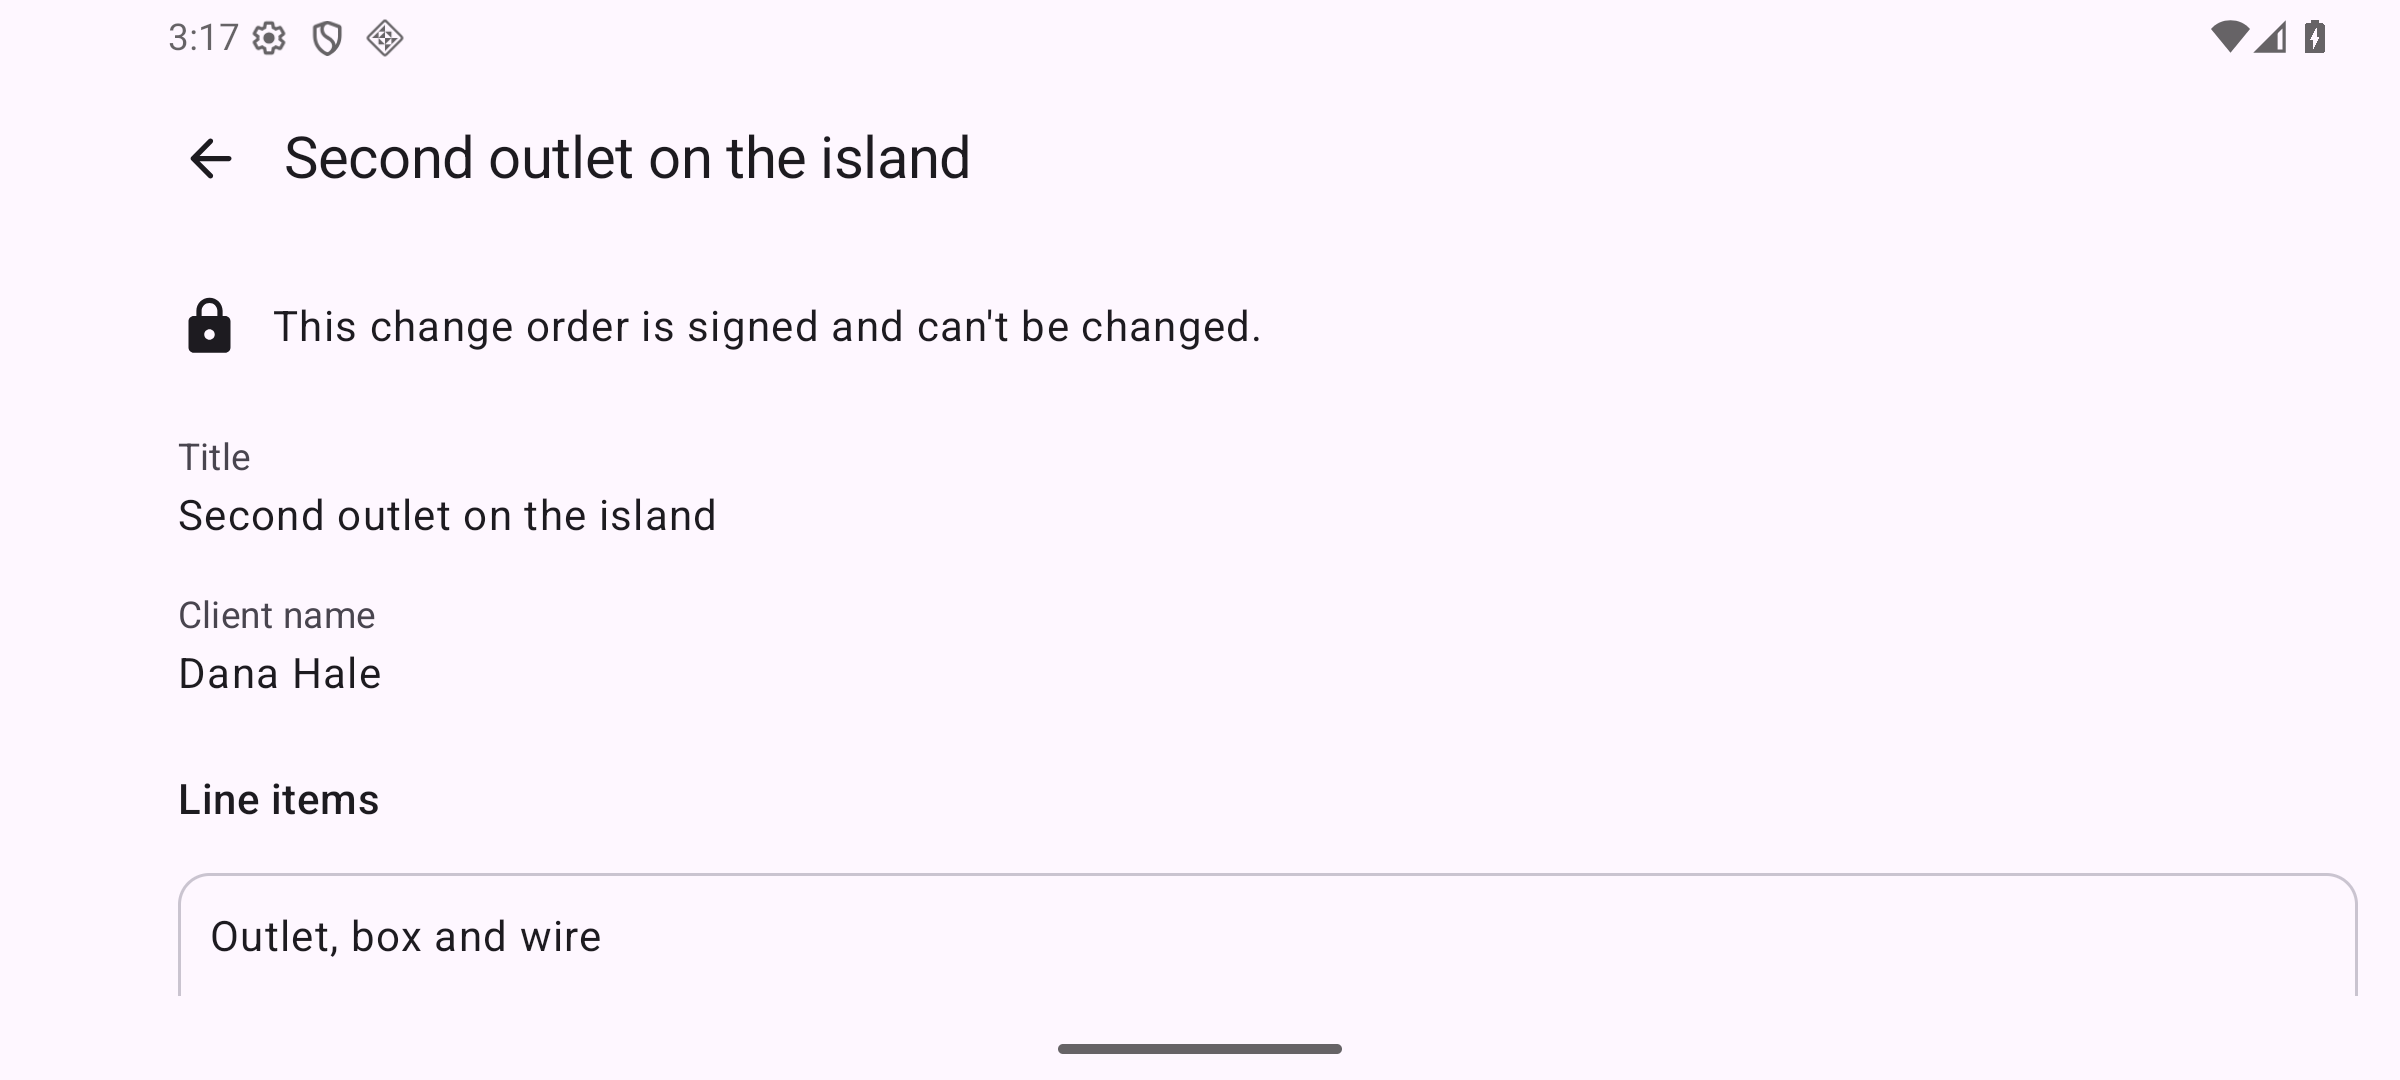 3:17
Second outlet on the island
This change order is signed and can't be changed.
Title
Second outlet on the island
Client name
Dana Hale
Line items
Outlet, box and wire